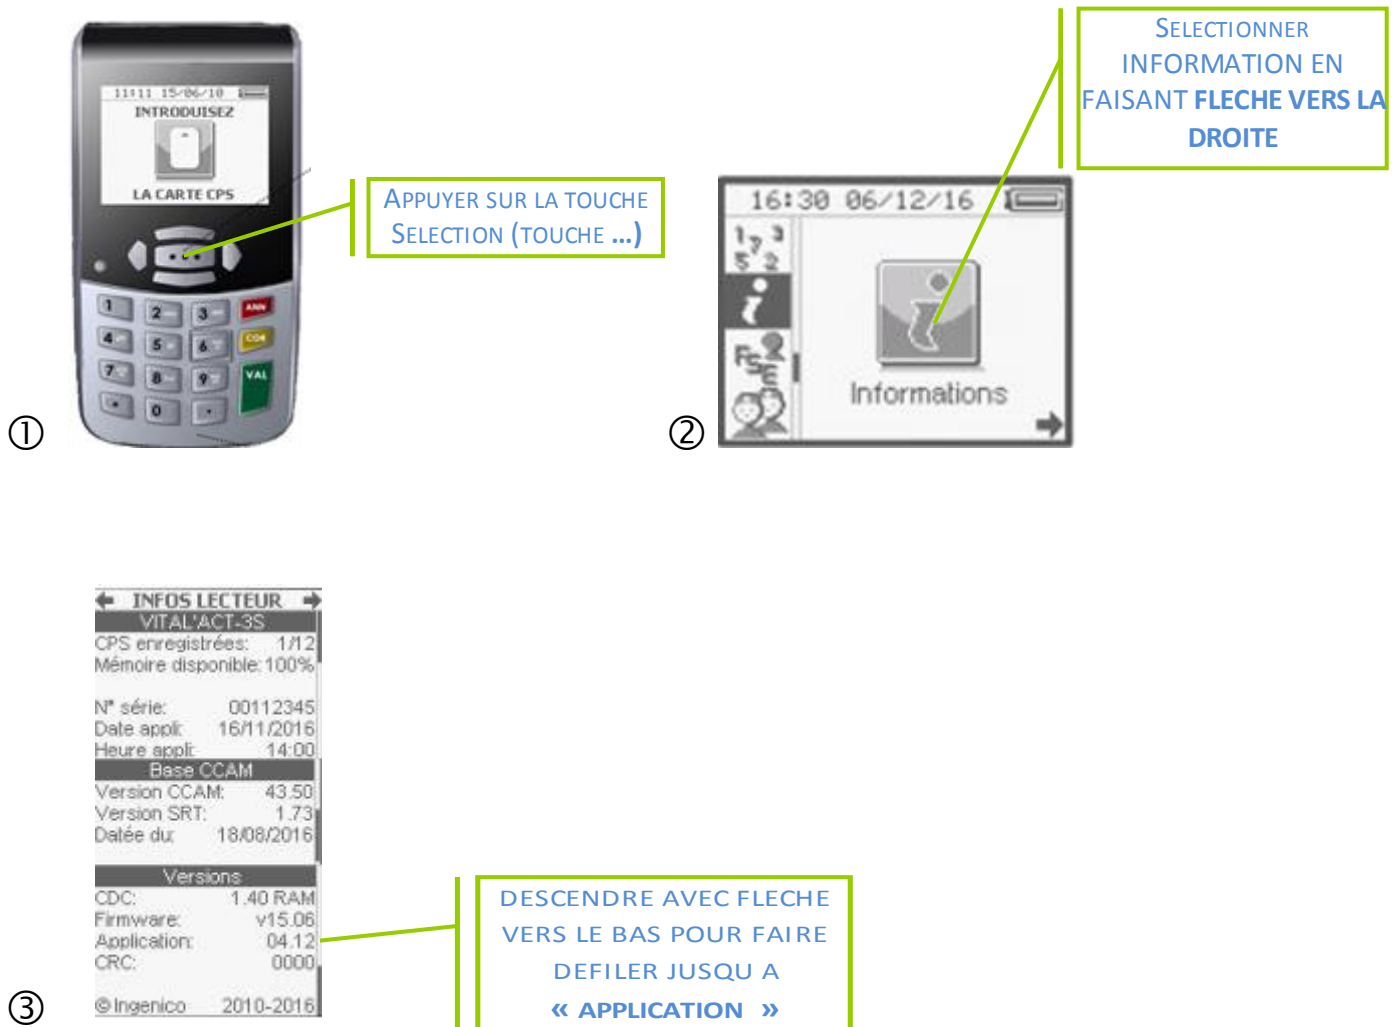 11:11 15/06/10
INTRODUISEZ
LA CARTE CPS
1
2
3
ANN
4
5
6
COR
7
8
9
VAL
0
①
APPUYER SUR LA TOUCHE
SELECTION (TOUCHE ...)
SELECTIONNER
INFORMATION EN
FAISANT FLECHE VERS LA
DROITE
16:30 06/12/16
Informations
②
INFOS LECTEUR
VITAL'ACT-3S
CPS enregistrées: 1/12
Mémoire disponible: 100%
N° série: 00112345
Date appli: 16/11/2016
Heure appli: 14:00
Base CCAM
Version CCAM: 43.50
Version SRT: 1.73
Datée du: 18/08/2016
Versions
CDC: 1.40 RAM
Firmware: v15.06
Application: 04.12
CRC: 0000
©Ingenico 2010-2016
③
DESCENDRE AVEC FLECHE
VERS LE BAS POUR FAIRE
DEFILER JUSQU A
« APPLICATION »